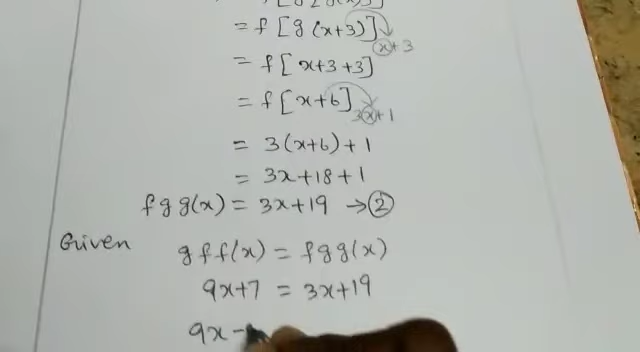 = f[g(x+3)]
x+3
= f[x+3+3]
= f[x+6]
3x+1
= 3(x+6)+1
= 3x+18+1
fgg(x) = 3x+19 → ②
Given gff(x) = fgg(x)
9x+7 = 3x+19
9x -